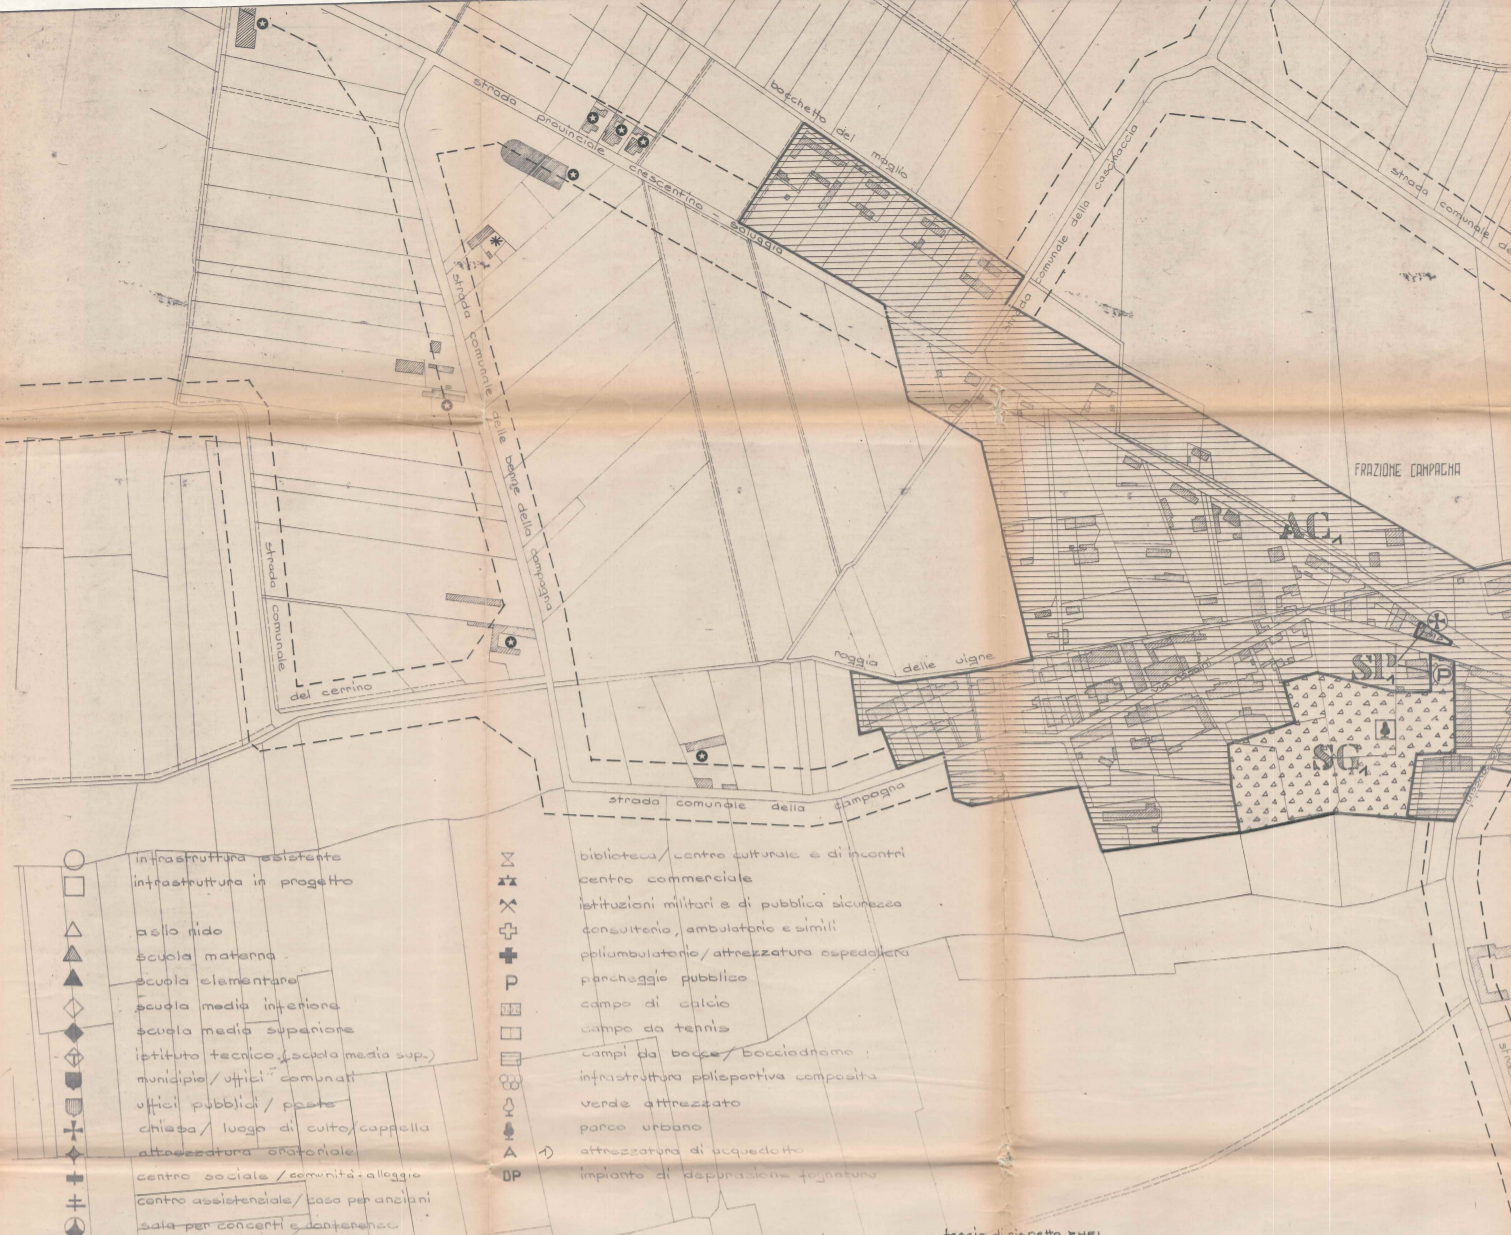 bocchetto del maglio
strada provinciale crescentino - saluggia
strada comunale della cascinaccia
strada comunale
strada comunale delle benne della campagna
FRAZIONE CAMPAGNA
AC1
strada comunale
del cerrino
roggia delle vigne
SP1
P
SG1
strada comunale della campagna
infrastruttura esistente
infrastruttura in progetto
asilo nido
scuola materna
scuola elementare
scuola media inferiore
scuola media superiore
T istituto tecnico (scuola media sup.)
municipio/uffici comunali
uffici pubblici/poste
chiesa/luogo di culto/cappella
attrezzatura oratoriale
centro sociale/comunità-alloggio
centro assistenziale/casa per anziani
sala per concerti e conferenze
biblioteca/centro culturale e di incontri
centro commerciale
istituzioni militari e di pubblica sicurezza
consultorio, ambulatorio e simili
poliambulatorio/attrezzatura ospedaliera
P parcheggio pubblico
campo di calcio
campo da tennis
campi da bocce/bocciodromo
infrastruttura polisportiva composita
verde attrezzato
parco urbano
A attrezzatura di acquedotto
DP impianto di depurazione fognatura